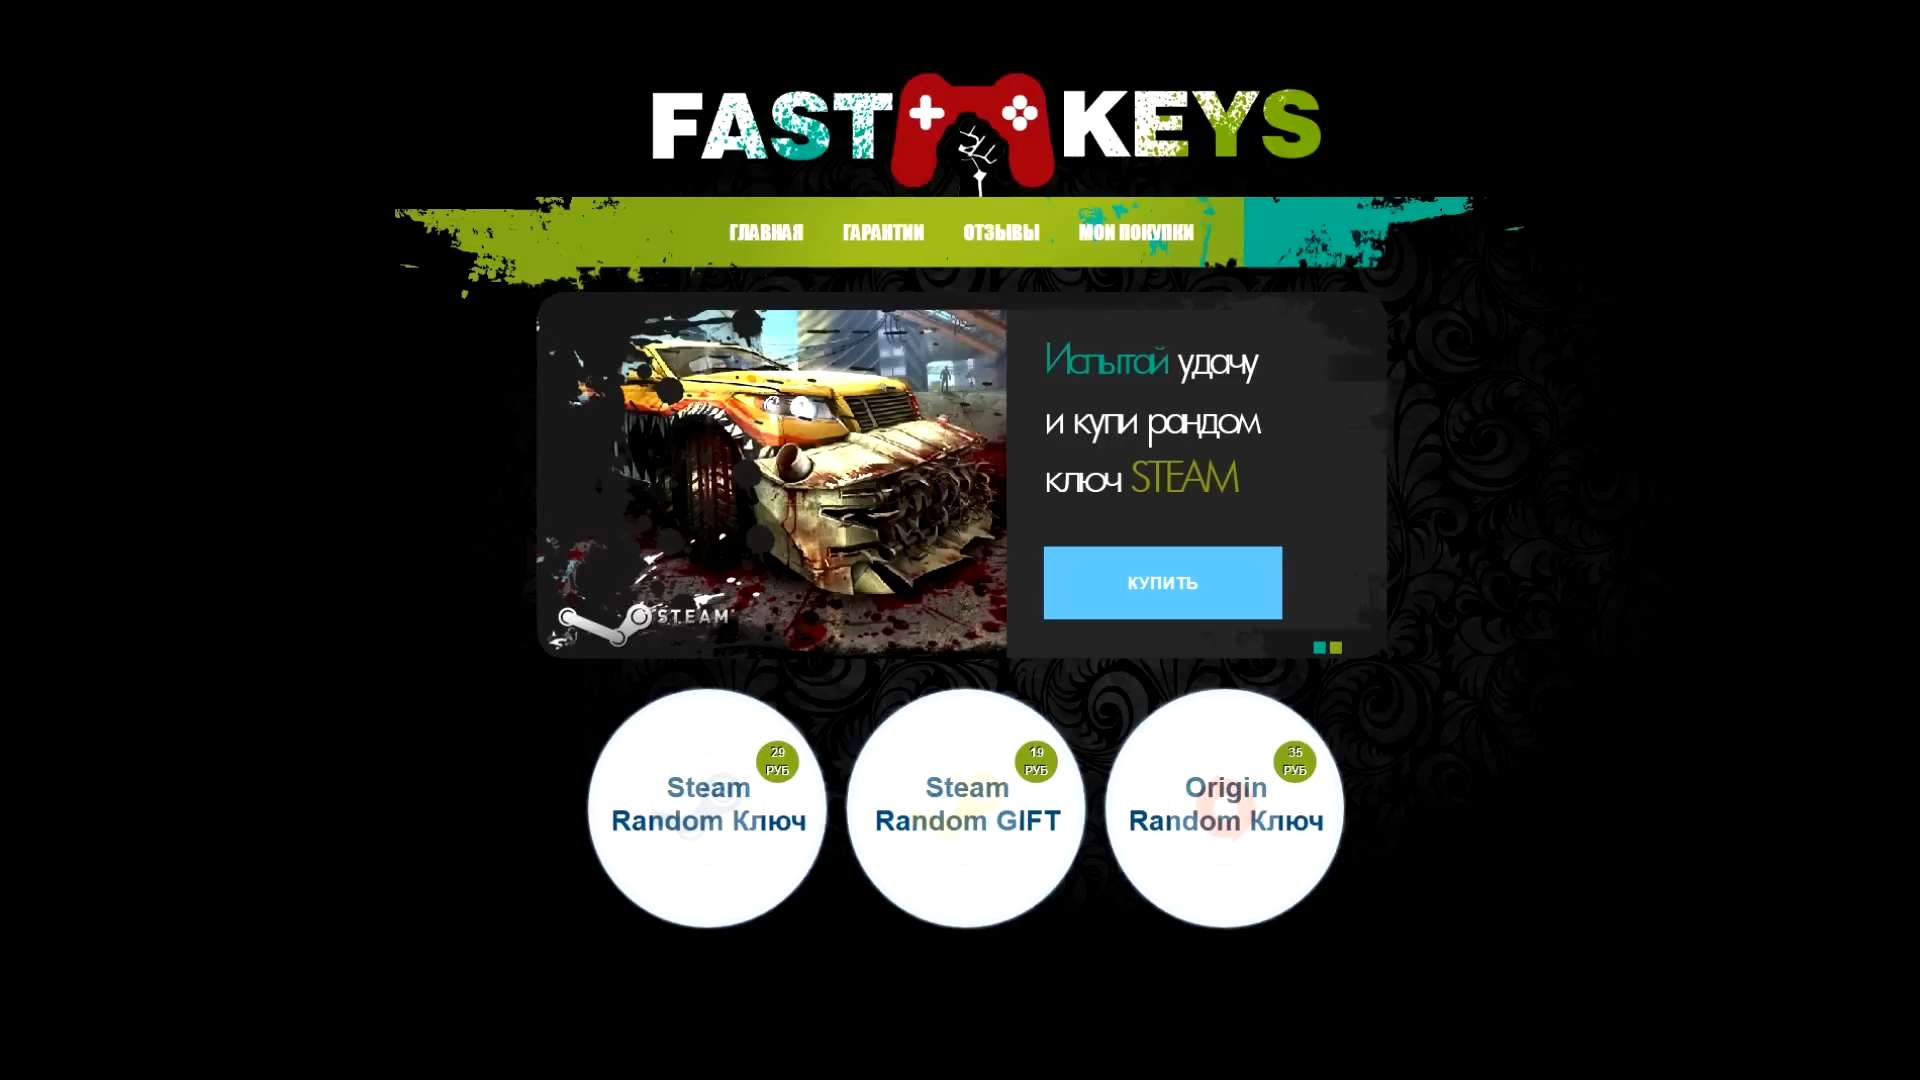 FAST KEYS
ГЛАВНАЯ ГАРАНТИИ ОТЗЫВЫ МОИ ПОКУПКИ
Испытай удачу
и купи рандом
ключ STEAM
КУПИТЬ
STEAM
29
РУБ
Steam
Random Ключ
19
РУБ
Steam
Random GIFT
35
РУБ
Origin
Random Ключ